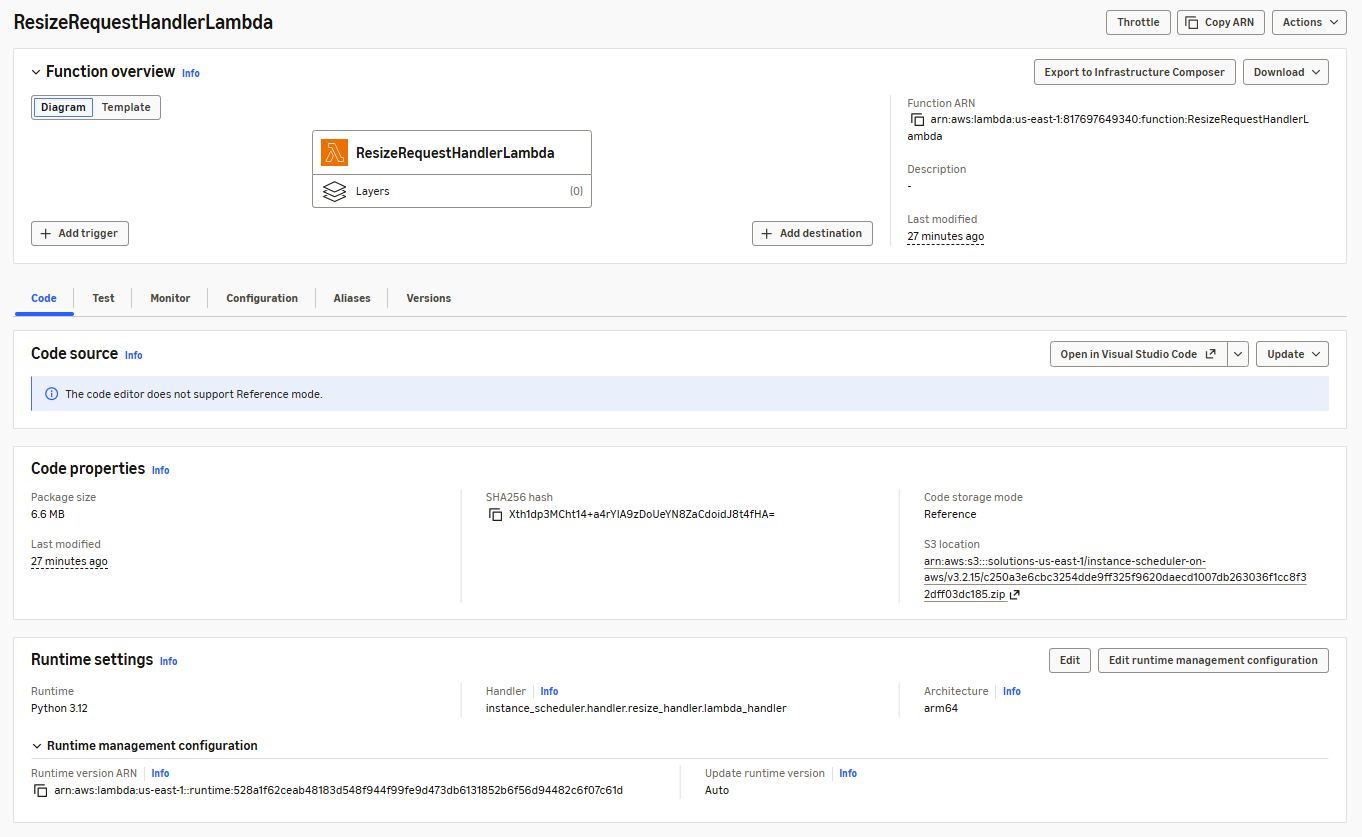 ResizeRequestHandlerLambda
Throttle
Copy ARN
Actions
Function overview Info
Export to Infrastructure Composer
Download
Diagram
Template
ResizeRequestHandlerLambda
Layers
(0)
Add trigger
Add destination
Function ARN
arn:aws:lambda:us-east-1:817697649340:function:ResizeRequestHandlerL
ambda
Description
-
Last modified
27 minutes ago
Code
Test
Monitor
Configuration
Aliases
Versions
Code source Info
Open in Visual Studio Code
Update
The code editor does not support Reference mode.
Code properties Info
Package size
6.6 MB
Last modified
27 minutes ago
SHA256 hash
Xth1dp3MCht14+a4rYIA9zDoUeYN8ZaCdoidJ8t4fHA=
Code storage mode
Reference
S3 location
arn:aws:s3:::solutions-us-east-1/instance-scheduler-on-
aws/v3.2.15/c250a3e6cbc3254dde9ff325f9620daecd1007db263036f1cc8f3
2dff03dc185.zip
Runtime settings Info
Edit
Edit runtime management configuration
Runtime
Python 3.12
Handler Info
instance_scheduler.handler.resize_handler.lambda_handler
Architecture Info
arm64
Runtime management configuration
Runtime version ARN Info
arn:aws:lambda:us-east-1::runtime:528a1f62ceab48183d548f944f99fe9d473db6131852b6f56d94482c6f07c61d
Update runtime version Info
Auto